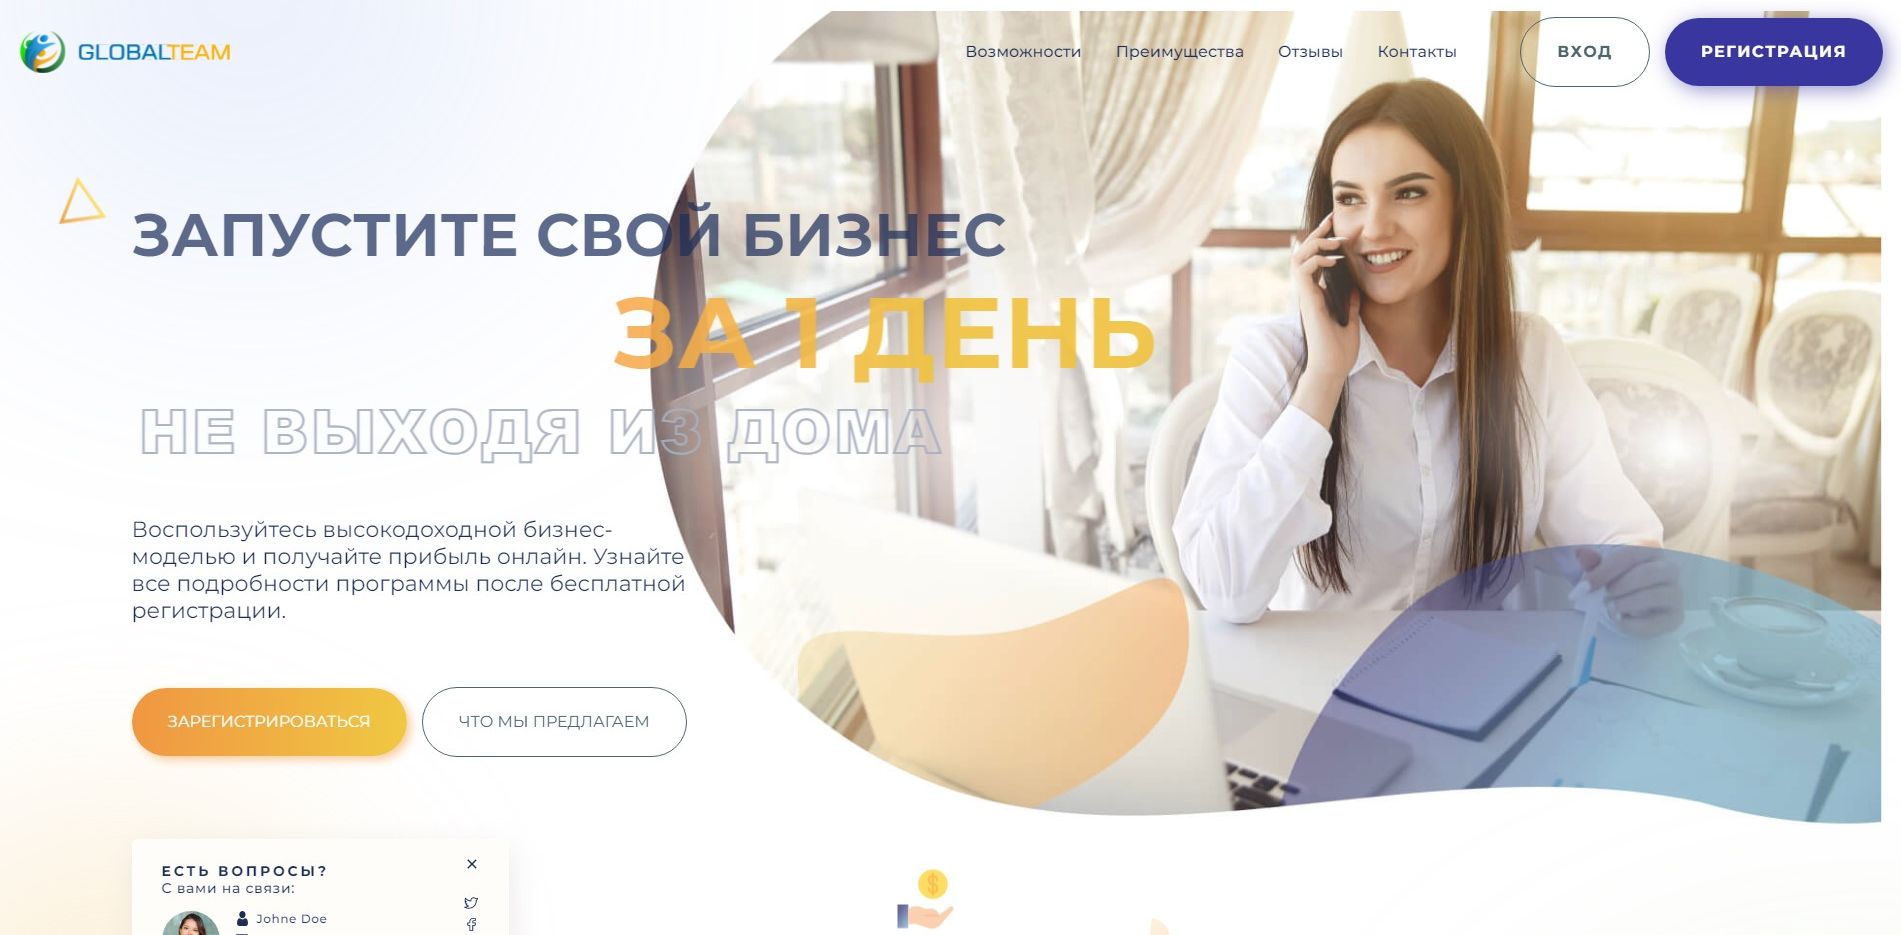 GLOBALTEAM
Возможности Преимущества Отзывы Контакты ВХОД РЕГИСТРАЦИЯ
ЗАПУСТИТЕ СВОЙ БИЗНЕС
ЗА 1 ДЕНЬ
НЕ ВЫХОДЯ ИЗ ДОМА
Воспользуйтесь высокодоходной бизнес-
моделью и получайте прибыль онлайн. Узнайте
все подробности программы после бесплатной
регистрации.
ЗАРЕГИСТРИРОВАТЬСЯ ЧТО МЫ ПРЕДЛАГАЕМ
ЕСТЬ ВОПРОСЫ?
С вами на связи:
Johne Doe